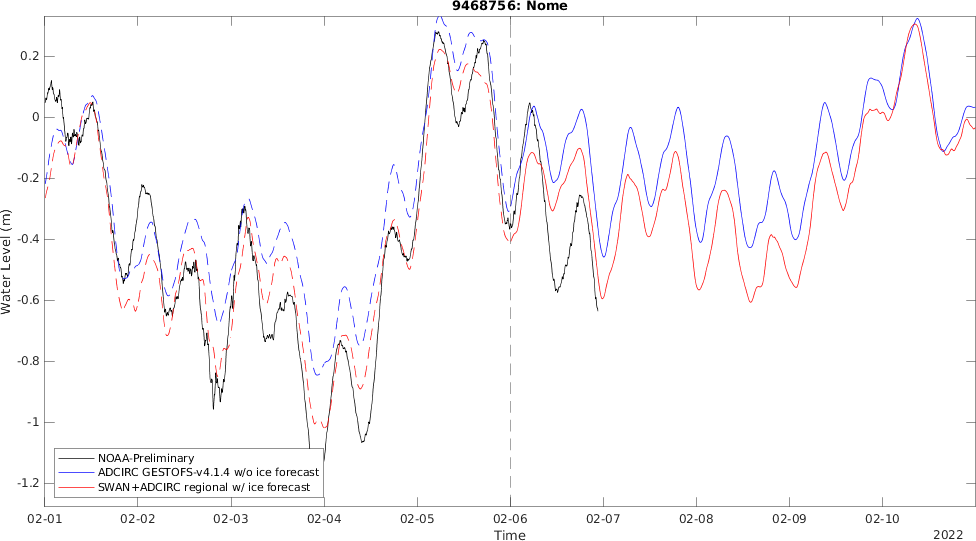 9468756: Nome
Water Level (m)
0.2
0
-0.2
-0.4
-0.6
-0.8
-1
-1.2
NOAA-Preliminary
ADCIRC GESTOFS-v4.1.4 w/o ice forecast
SWAN+ADCIRC regional w/ ice forecast
02-01 02-02 02-03 02-04 02-05 02-06 02-07 02-08 02-09 02-10
Time
2022